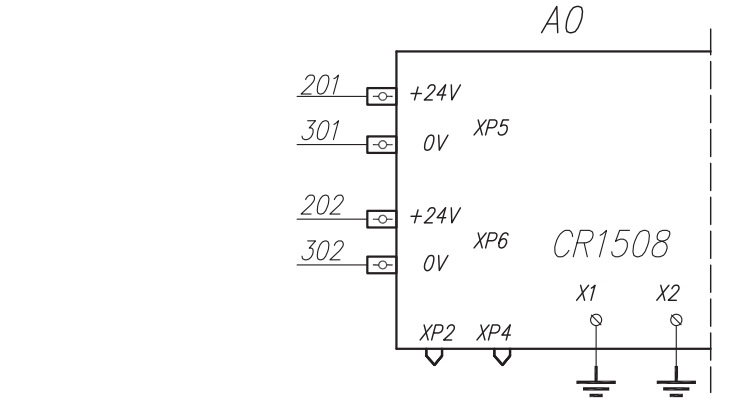 A0
201 +24V
301 0V XP5
202 +24V
302 0V XP6
CR1508
X1 X2
XP2 XP4